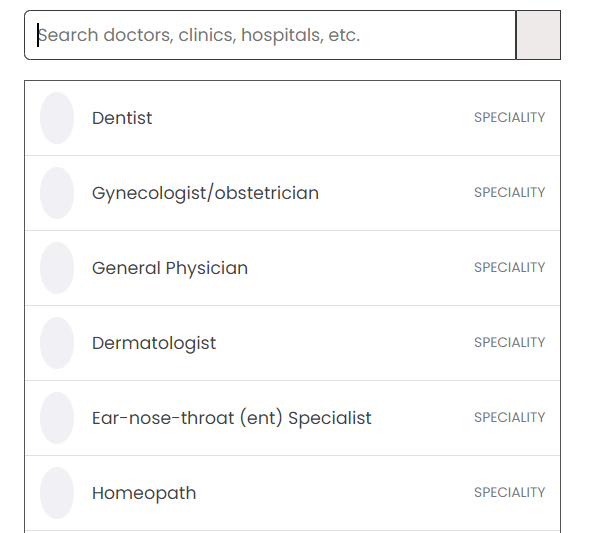 Search doctors, clinics, hospitals, etc.
Dentist SPECIALITY
Gynecologist/obstetrician SPECIALITY
General Physician SPECIALITY
Dermatologist SPECIALITY
Ear-nose-throat (ent) Specialist SPECIALITY
Homeopath SPECIALITY